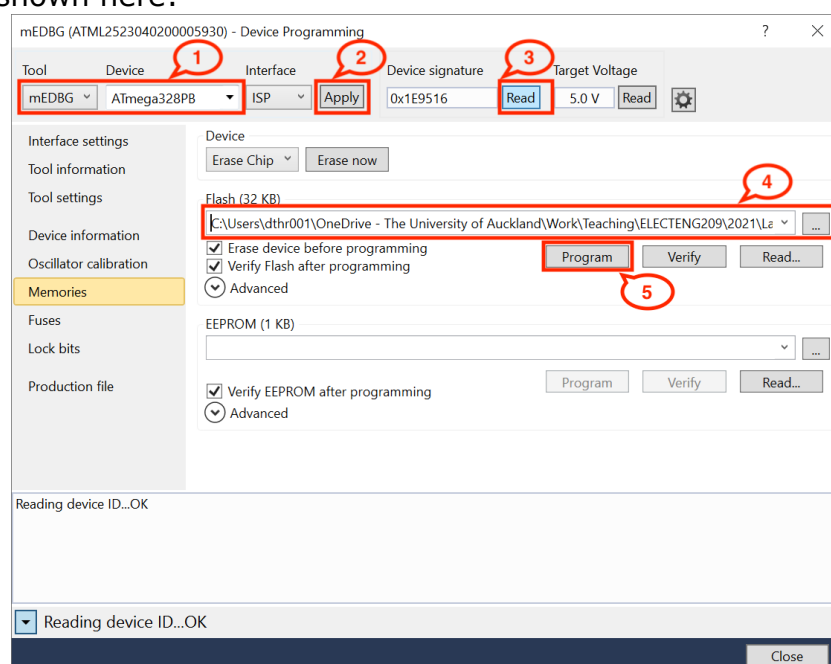 shown here:
mEDBG (ATML2523040200005930) - Device Programming ? ×
1 2 3
Tool Device Interface Device signature Target Voltage
mEDBG ATmega328PB ISP Apply 0x1E9516 Read 5.0 V Read
Interface settings Device
Erase Chip Erase now
Tool information
Tool settings Flash (32 KB) 4
C:\Users\dthr001\OneDrive - The University of Auckland\Work\Teaching\ELECTENG209\2021\La ...
Device information Erase device before programming
Oscillator calibration Verify Flash after programming Program Verify Read...
Memories Advanced 5
Fuses EEPROM (1 KB)
Lock bits ...
Production file Verify EEPROM after programming Program Verify Read...
Advanced
Reading device ID...OK
Reading device ID...OK
Close